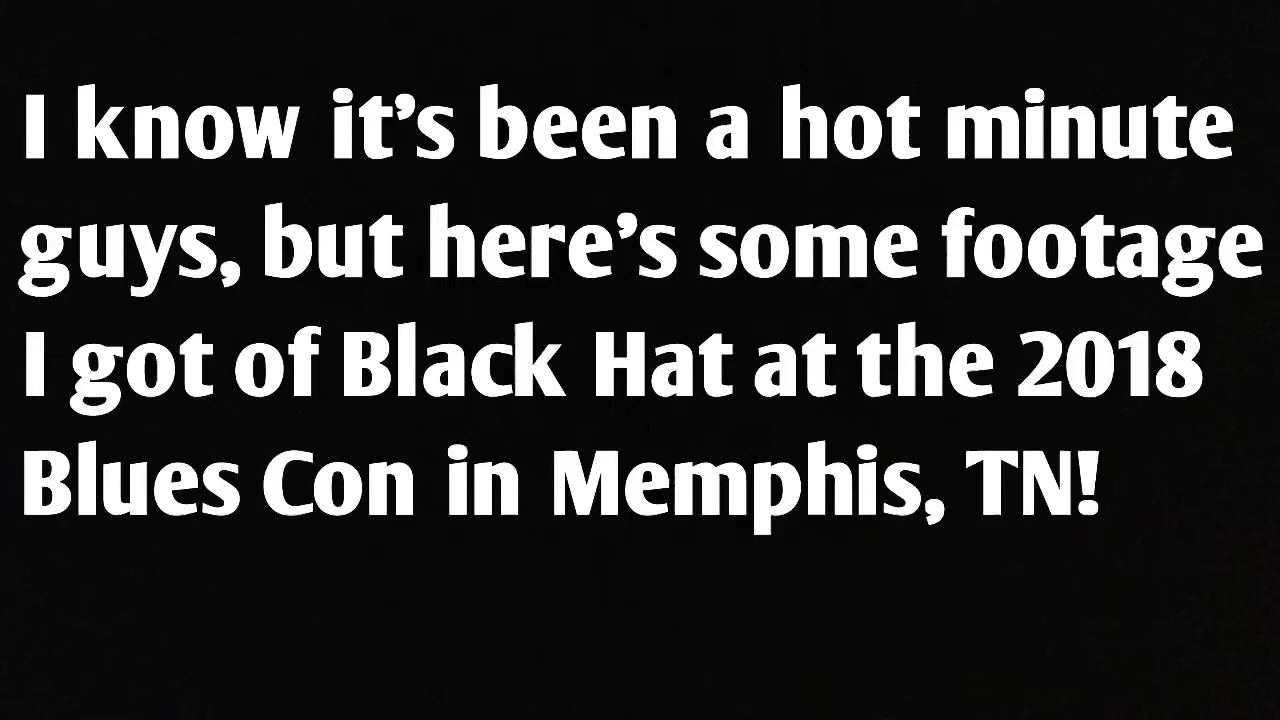 I know it’s been a hot minute
guys, but here’s some footage
I got of Black Hat at the 2018
Blues Con in Memphis, TN!